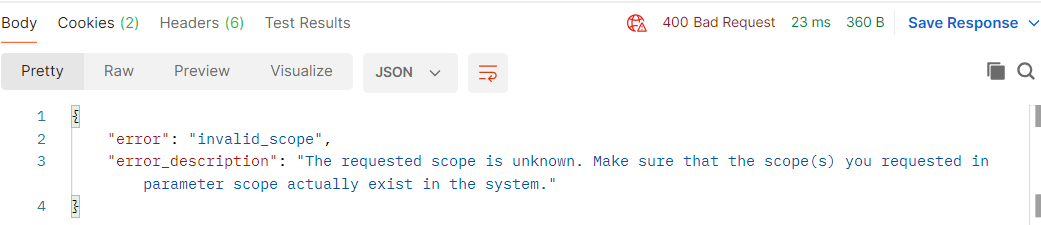 Body Cookies (2) Headers (6) Test Results 400 Bad Request 23 ms 360 B Save Response
Pretty Raw Preview Visualize JSON
1 {
2 "error": "invalid_scope",
3 "error_description": "The requested scope is unknown. Make sure that the scope(s) you requested in
parameter scope actually exist in the system."
4 }